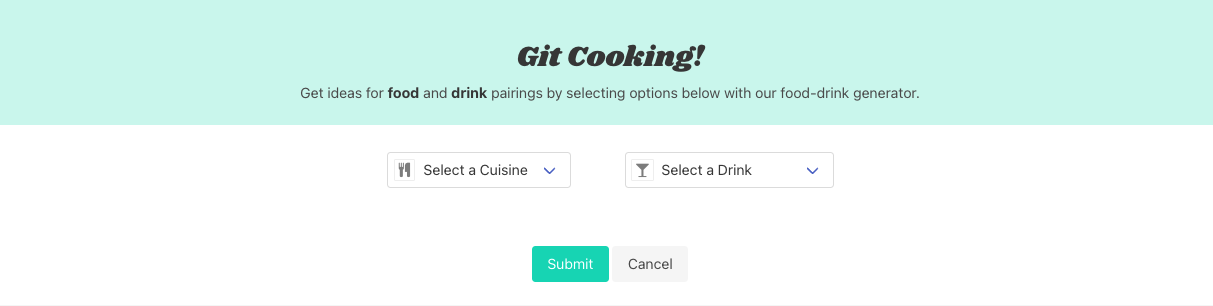 Git Cooking!
Get ideas for food and drink pairings by selecting options below with our food-drink generator.
Select a Cuisine
Select a Drink
Submit
Cancel